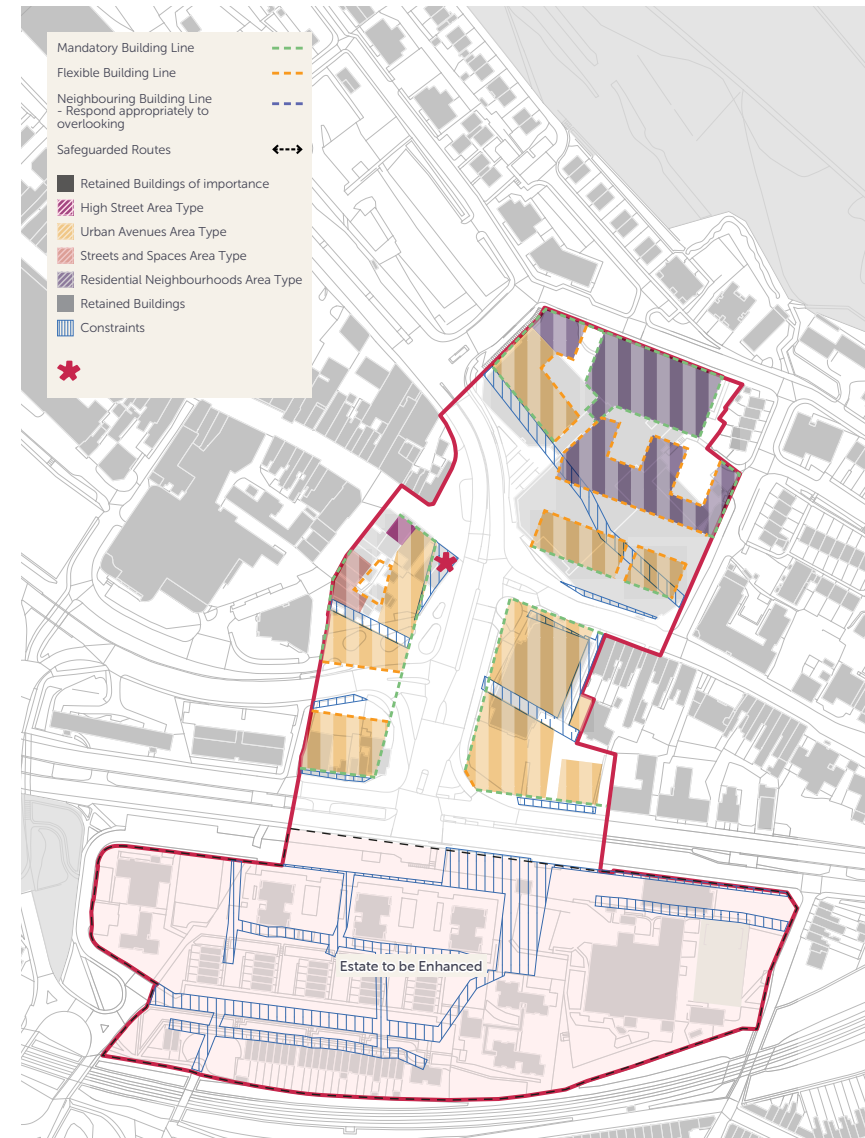 Mandatory Building Line
Flexible Building Line
Neighbouring Building Line
- Respond appropriately to
overlooking
Safeguarded Routes
Retained Buildings of importance
High Street Area Type
Urban Avenues Area Type
Streets and Spaces Area Type
Residential Neighbourhoods Area Type
Retained Buildings
Constraints
Estate to be Enhanced